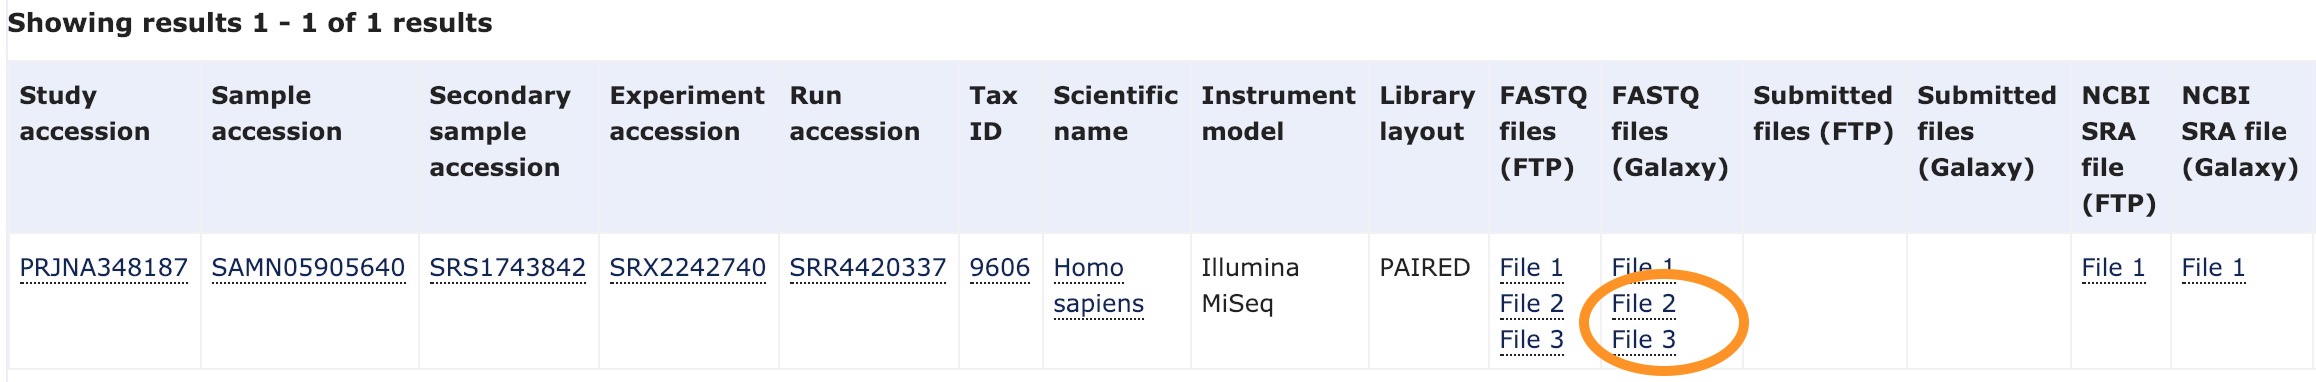 Showing results 1 - 1 of 1 results
Study accession
Sample accession
Secondary sample accession
Experiment accession
Run accession
Tax ID
Scientific name
Instrument model
Library layout
FASTQ files (FTP)
FASTQ files (Galaxy)
Submitted files (FTP)
Submitted files (Galaxy)
NCBI SRA file (FTP)
NCBI SRA file (Galaxy)
PRJNA348187
SAMN05905640
SRS1743842
SRX2242740
SRR4420337
9606
Homo sapiens
Illumina MiSeq
PAIRED
File 1
File 2
File 3
File 1
File 2
File 3
File 1
File 1